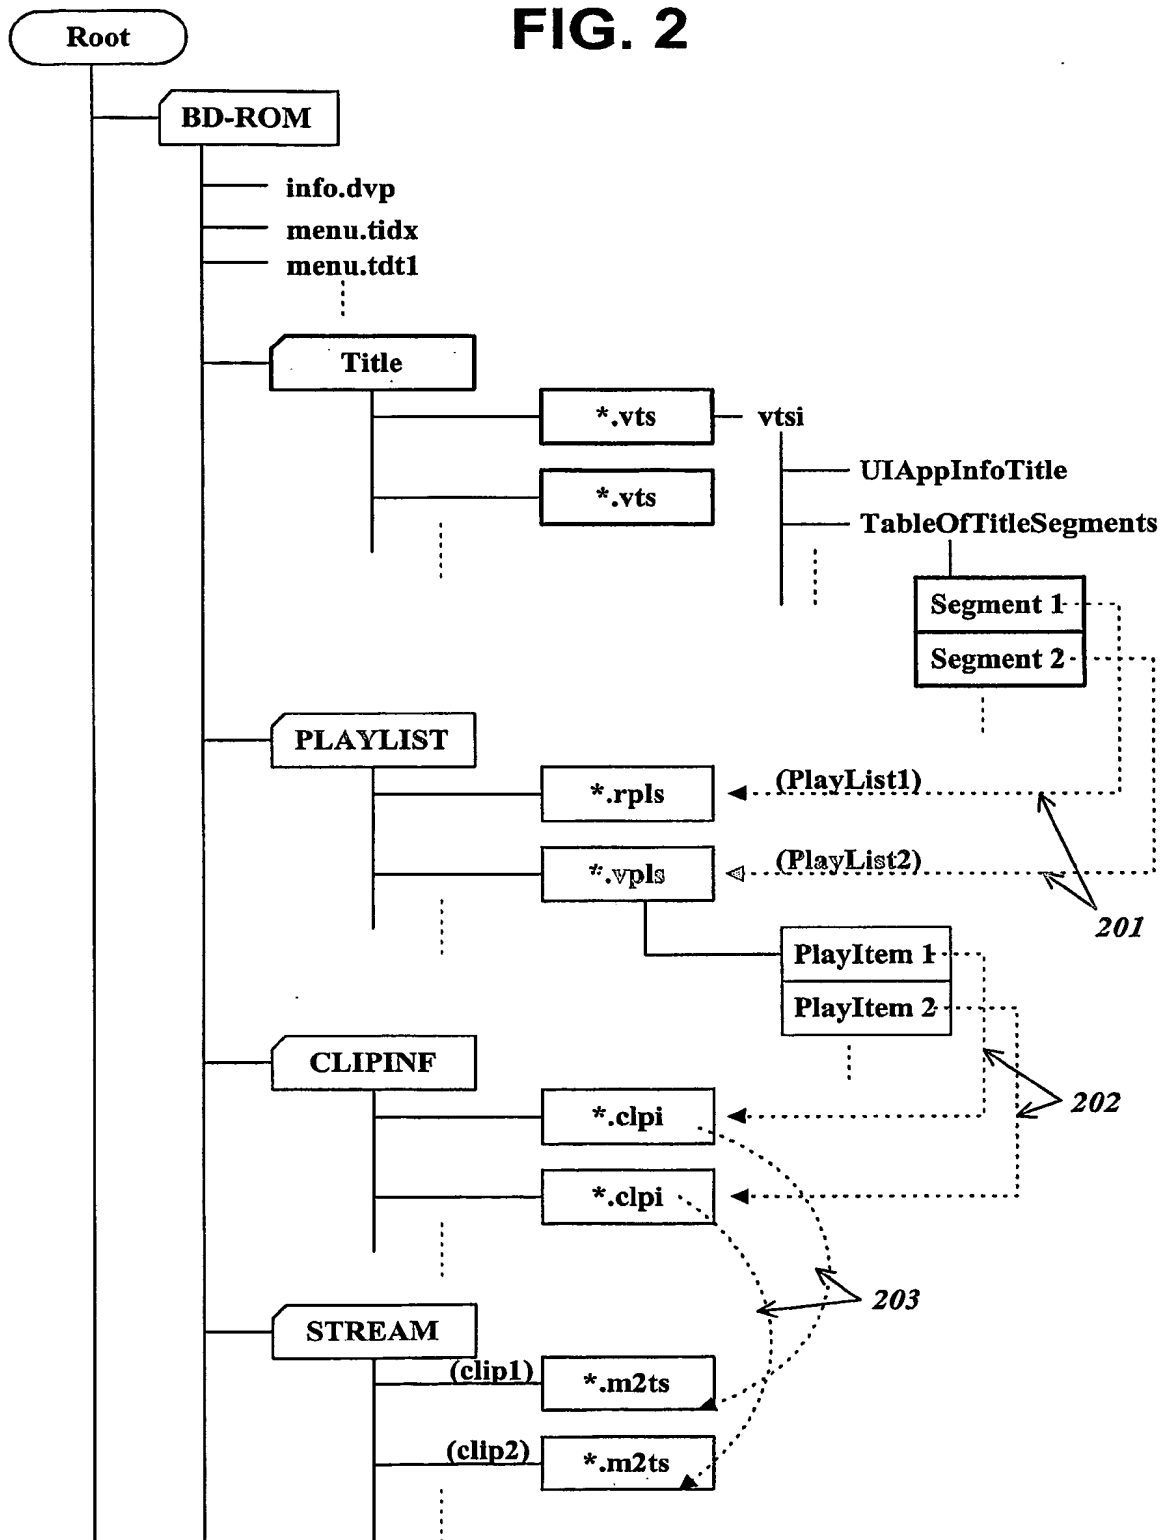 FIG. 2
Root
BD-ROM
info.dvp
menu.tidx
menu.tdt1
Title
*.vts
vtsi
*.vts
UIAppInfoTitle
TableOfTitleSegments
Segment 1
Segment 2
PLAYLIST
*.rpls
(PlayList1)
*.vpls
(PlayList2)
201
PlayItem 1
PlayItem 2
CLIPINF
*.clpi
202
*.clpi
203
STREAM
(clip1)
*.m2ts
(clip2)
*.m2ts